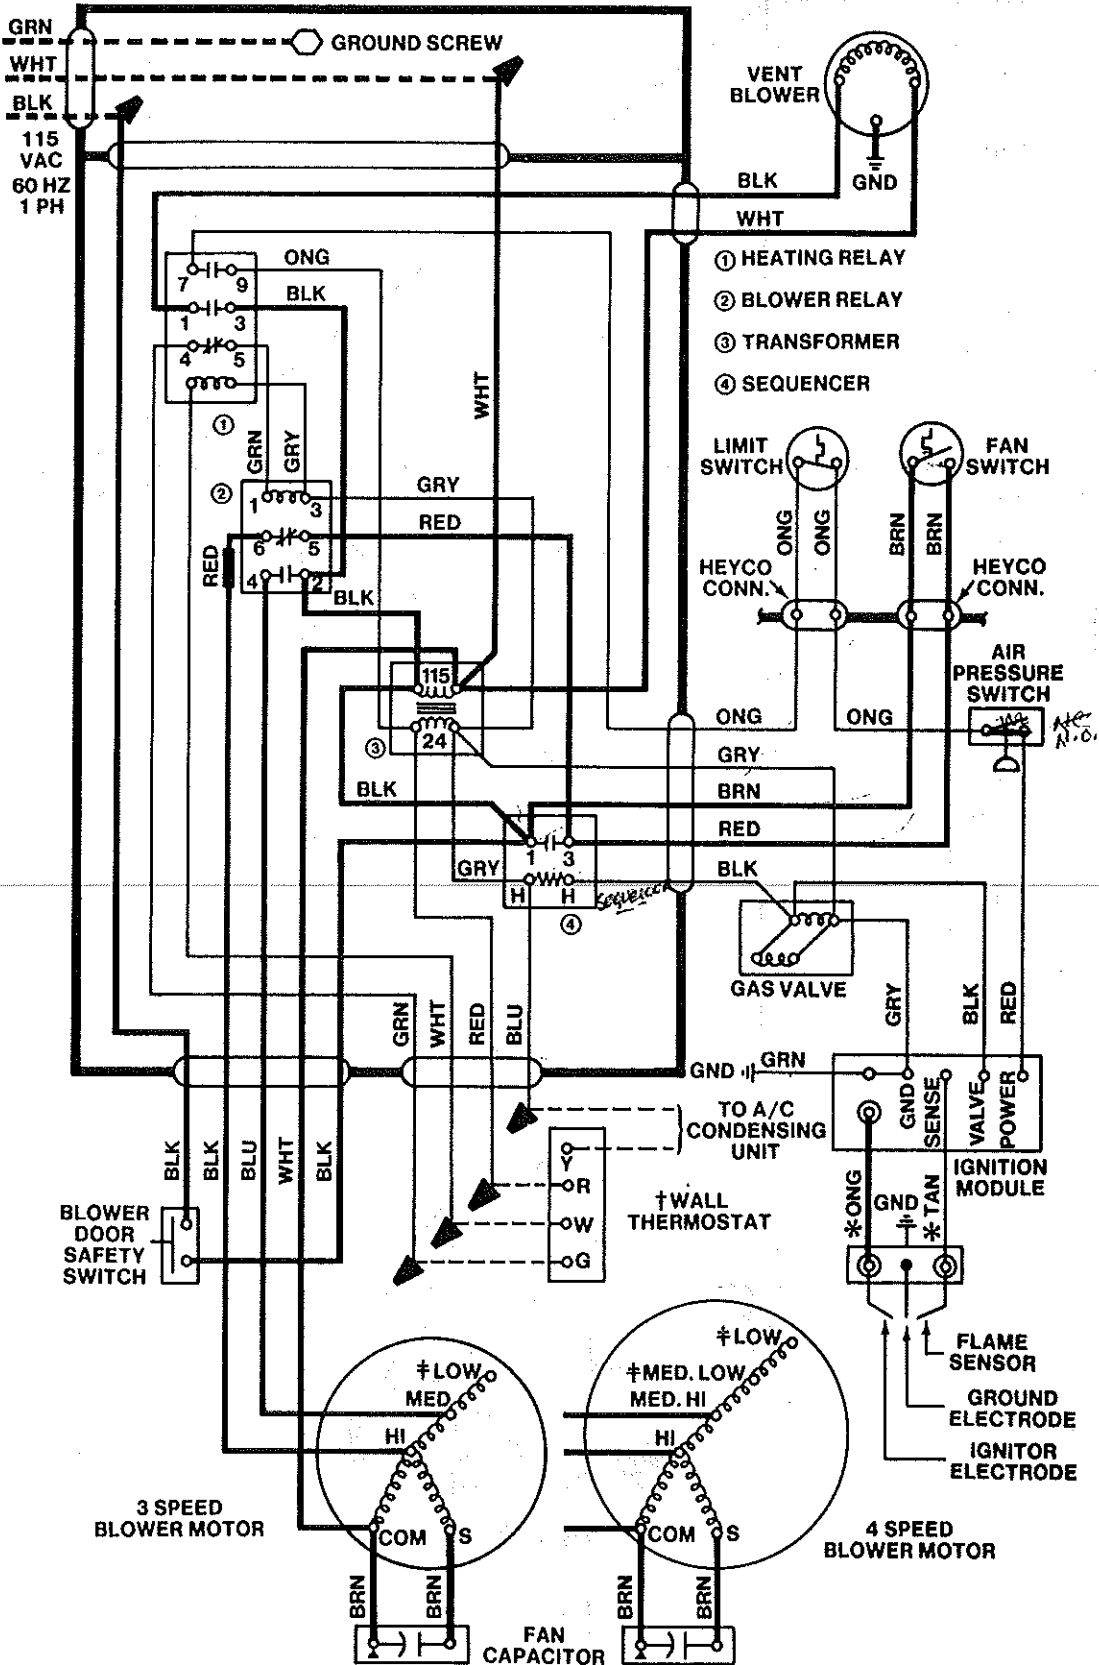 GRN
GROUND SCREW
WHT
BLK
115
VAC
60 HZ
1 PH
VENT
BLOWER
GND
BLK
WHT
① HEATING RELAY
② BLOWER RELAY
③ TRANSFORMER
④ SEQUENCER
7
9
ONG
BLK
1
3
4
5
①
GRN
GRY
WHT
LIMIT
SWITCH
FAN
SWITCH
ONG
ONG
BRN
BRN
HEYCO
CONN.
HEYCO
CONN.
②
1
3
GRY
6
5
RED
RED
4
2
BLK
AIR
PRESSURE
SWITCH
N.O.
115
24
③
ONG
ONG
GRY
BLK
BRN
RED
1
3
GRY
H
H
④
SEQUENCER
BLK
GAS VALVE
GRN
WHT
RED
BLU
GRY
BLK
RED
GND
GRN
GND
SENSE
VALVE
POWER
IGNITION
MODULE
TO A/C
CONDENSING
UNIT
Y
R
W
G
†WALL
THERMOSTAT
BLK
BLK
BLU
WHT
BLK
BLOWER
DOOR
SAFETY
SWITCH
*ONG
GND
*TAN
FLAME
SENSOR
GROUND
ELECTRODE
IGNITOR
ELECTRODE
‡LOW
MED
HI
COM
S
3 SPEED
BLOWER MOTOR
‡LOW
‡MED. LOW
MED. HI
HI
COM
S
4 SPEED
BLOWER MOTOR
BRN
BRN
BRN
BRN
FAN
CAPACITOR